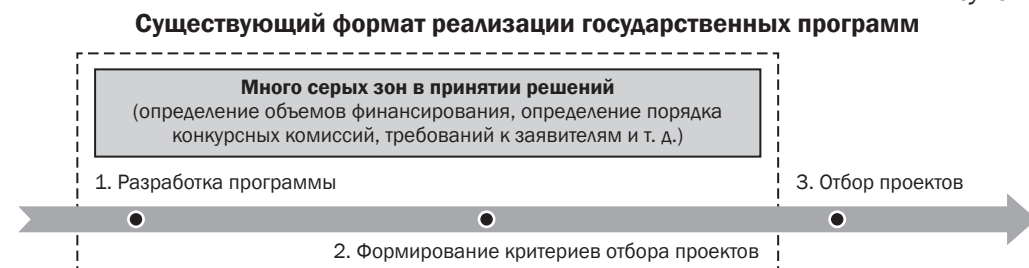 Существующий формат реализации государственных программ
Много серых зон в принятии решений
(определение объемов финансирования, определение порядка
конкурсных комиссий, требований к заявителям и т. д.)
1. Разработка программы
3. Отбор проектов
2. Формирование критериев отбора проектов